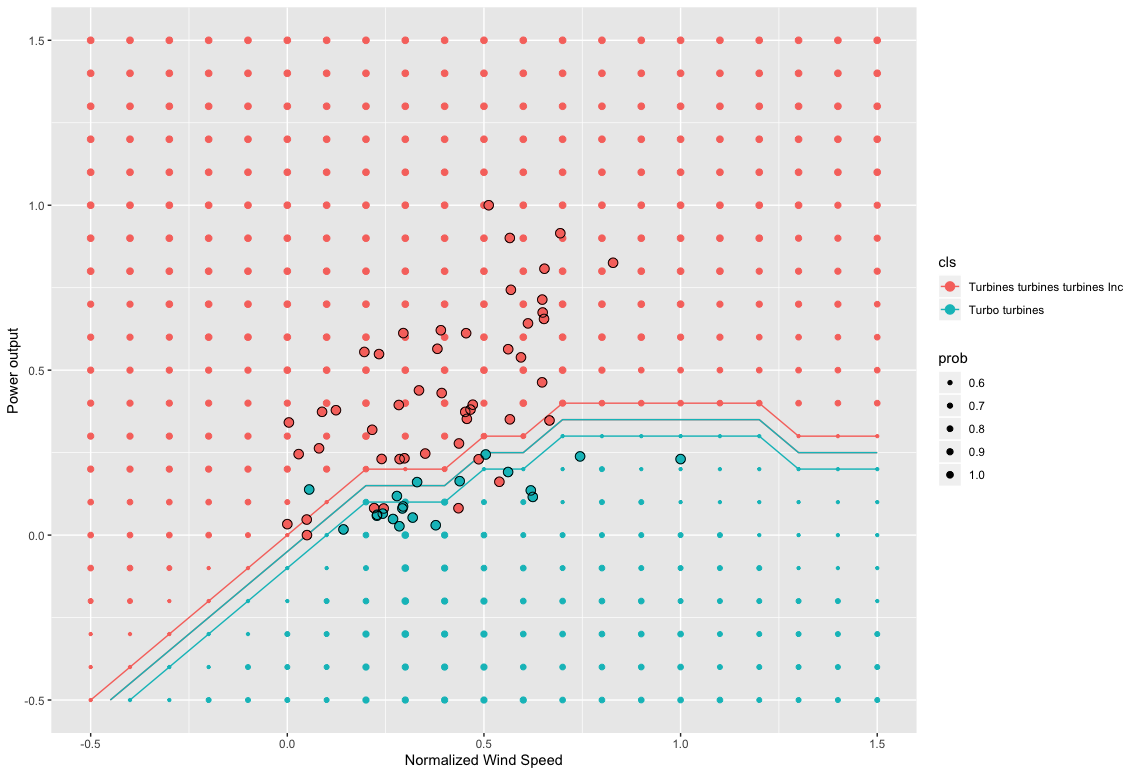 1.5
1.0
0.5
0.0
-0.5
Power output
-0.5 0.0 0.5 1.0 1.5
Normalized Wind Speed
cls
Turbines turbines turbines Inc
Turbo turbines
prob
0.6
0.7
0.8
0.9
1.0